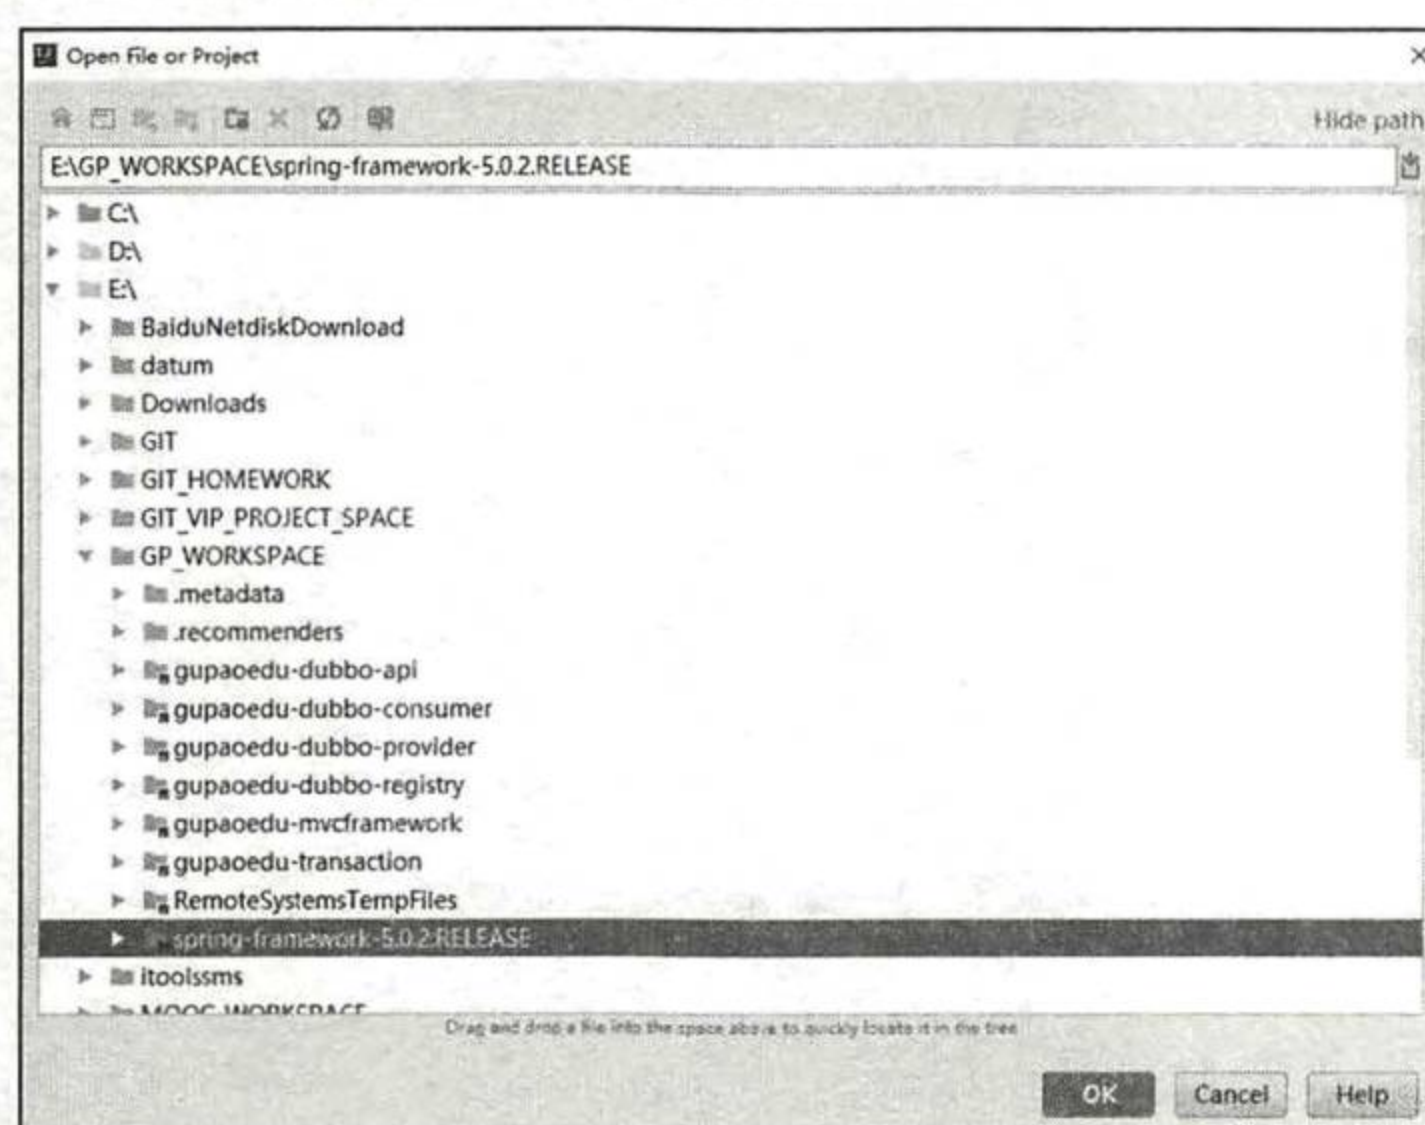 Open File or Project
Hide path
E:\GP_WORKSPACE\spring-framework-5.0.2.RELEASE
C:\
D:\
E:\
BaiduNetdiskDownload
datum
Downloads
GIT
GIT_HOMEWORK
GIT_VIP_PROJECT_SPACE
GP_WORKSPACE
.metadata
.recommenders
gupaoedu-dubbo-api
gupaoedu-dubbo-consumer
gupaoedu-dubbo-provider
gupaoedu-dubbo-registry
gupaoedu-mvcframework
gupaoedu-transaction
RemoteSystemsTempFiles
spring-framework-5.0.2.RELEASE
itoolssms
MOOC_WORKSPACE
Drag and drop a file into the space above to quickly locate it in the tree
OK Cancel Help